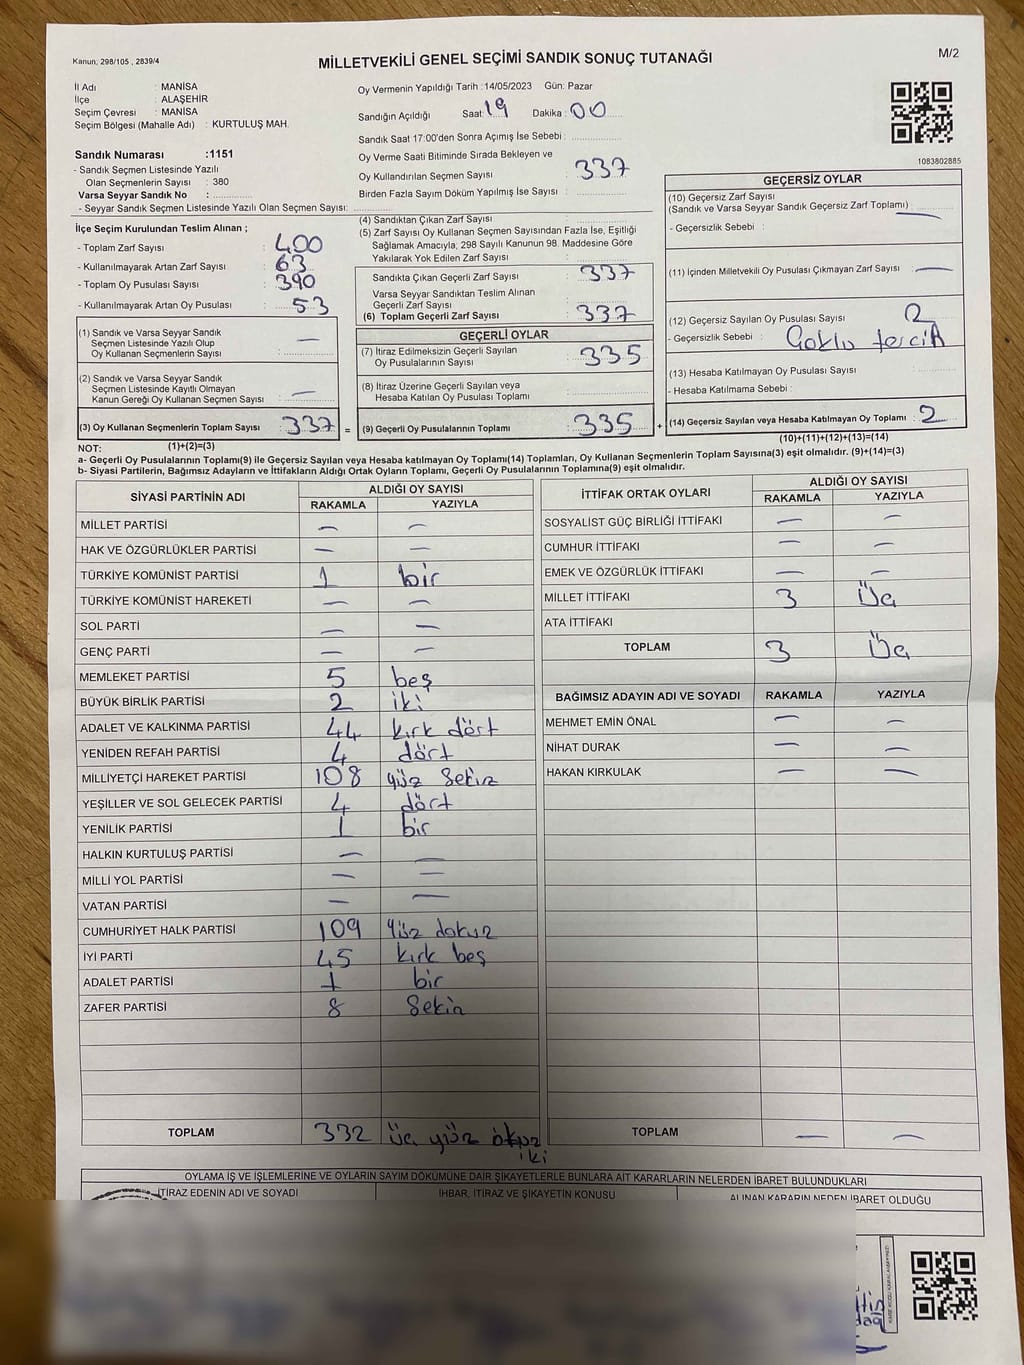 Kanun, 298/105 , 2839/4
MİLLETVEKİLİ GENEL SEÇİMİ SANDIK SONUÇ TUTANAĞI
M/2
İl Adı : MANİSA
İlçe : ALAŞEHİR
Seçim Çevresi : MANİSA
Seçim Bölgesi (Mahalle Adı) : KURTULUŞ MAH.
Sandık Numarası :1151
- Sandık Seçmen Listesinde Yazılı
Olan Seçmenlerin Sayısı : 380
Varsa Seyyar Sandık No :
- Seyyar Sandık Seçmen Listesinde Yazılı Olan Seçmen Sayısı:
Oy Vermenin Yapıldığı Tarih :14/05/2023 Gün: Pazar
Sandığın Açıldığı Saat: 19 Dakika : 00
Sandık Saat 17:00'den Sonra Açımış İse Sebebi :
Oy Verme Saati Bitiminde Sırada Bekleyen ve
Oy Kullandırılan Seçmen Sayısı : 337
Birden Fazla Sayım Döküm Yapılmış İse Sayısı :
1083802885
İlçe Seçim Kurulundan Teslim Alınan ;
- Toplam Zarf Sayısı : 400
- Kullanılmayarak Artan Zarf Sayısı : 63
- Toplam Oy Pusulası Sayısı : 390
- Kullanılmayarak Artan Oy Pusulası : 53
(1) Sandık ve Varsa Seyyar Sandık
Seçmen Listesinde Yazılı Olup
Oy Kullanan Seçmenlerin Sayısı : —
(2) Sandık ve Varsa Seyyar Sandık
Seçmen Listesinde Kayıtlı Olmayan
Kanun Gereği Oy Kullanan Seçmen Sayısı : —
(3) Oy Kullanan Seçmenlerin Toplam Sayısı : 337 =
(1)+(2)=(3)
(4) Sandıktan Çıkan Zarf Sayısı :
(5) Zarf Sayısı Oy Kullanan Seçmen Sayısından Fazla İse, Eşitliği
Sağlamak Amacıyla; 298 Sayılı Kanunun 98. Maddesine Göre
Yakılarak Yok Edilen Zarf Sayısı :
Sandıkta Çıkan Geçerli Zarf Sayısı : 337
Varsa Seyyar Sandıktan Teslim Alınan
Geçerli Zarf Sayısı :
(6) Toplam Geçerli Zarf Sayısı : 337
GEÇERLİ OYLAR
(7) İtiraz Edilmeksizin Geçerli Sayılan
Oy Pusulalarının Sayısı : 335
(8) İtiraz Üzerine Geçerli Sayılan veya
Hesaba Katılan Oy Pusulası Toplamı :
(9) Geçerli Oy Pusulalarının Toplamı : 335 +
GEÇERSİZ OYLAR
(10) Geçersiz Zarf Sayısı
(Sandık ve Varsa Seyyar Sandık Geçersiz Zarf Toplamı) : —
- Geçersizlik Sebebi :
(11) İçinden Milletvekili Oy Pusulası Çıkmayan Zarf Sayısı : —
(12) Geçersiz Sayılan Oy Pusulası Sayısı : 2
- Geçersizlik Sebebi : Çoklu tercih
(13) Hesaba Katılmayan Oy Pusulası Sayısı :
- Hesaba Katılmama Sebebi :
(14) Geçersiz Sayılan veya Hesaba Katılmayan Oy Toplamı : 2
(10)+(11)+(12)+(13)=(14)
NOT:
a- Geçerli Oy Pusulalarının Toplamı(9) ile Geçersiz Sayılan veya Hesaba Katılmayan Oy Toplamı(14) Toplamları, Oy Kullanan Seçmenlerin Toplam Sayısına(3) eşit olmalıdır. (9)+(14)=(3)
b- Siyasi Partilerin, Bağımsız Adayların ve İttifakların Aldığı Ortak Oyların Toplamı, Geçerli Oy Pusulalarının Toplamına(9) eşit olmalıdır.
SİYASİ PARTİNİN ADI ALDIĞI OY SAYISI
RAKAMLA YAZIYLA
MİLLET PARTİSİ — —
HAK VE ÖZGÜRLÜKLER PARTİSİ — —
TÜRKİYE KOMÜNİST PARTİSİ 1 bir
TÜRKİYE KOMÜNİST HAREKETİ — —
SOL PARTİ — —
GENÇ PARTİ — —
MEMLEKET PARTİSİ 5 beş
BÜYÜK BİRLİK PARTİSİ 2 iki
ADALET VE KALKINMA PARTİSİ 44 kırk dört
YENİDEN REFAH PARTİSİ 4 dört
MİLLİYETÇİ HAREKET PARTİSİ 108 yüz sekiz
YEŞİLLER VE SOL GELECEK PARTİSİ 4 dört
YENİLİK PARTİSİ 1 bir
HALKIN KURTULUŞ PARTİSİ — —
MİLLİ YOL PARTİSİ — —
VATAN PARTİSİ — —
CUMHURİYET HALK PARTİSİ 109 yüz dokuz
İYİ PARTİ 45 kırk beş
ADALET PARTİSİ 1 bir
ZAFER PARTİSİ 8 sekiz
TOPLAM 332 üç yüz otuz
iki
İTTİFAK ORTAK OYLARI ALDIĞI OY SAYISI
RAKAMLA YAZIYLA
SOSYALİST GÜÇ BİRLİĞİ İTTİFAKI — —
CUMHUR İTTİFAKI — —
EMEK VE ÖZGÜRLÜK İTTİFAKI — —
MİLLET İTTİFAKI 3 üç
ATA İTTİFAKI
TOPLAM 3 üç
BAĞIMSIZ ADAYIN ADI VE SOYADI RAKAMLA YAZIYLA
MEHMET EMİN ÖNAL — —
NİHAT DURAK — —
HAKAN KIRKULAK — —
TOPLAM — —
OYLAMA İŞ VE İŞLEMLERİNE VE OYLARIN SAYIM DÖKÜMÜNE DAİR ŞİKAYETLERLE BUNLARA AİT KARARLARIN NELERDEN İBARET BULUNDUKLARI
İTİRAZ EDENİN ADI VE SOYADI İHBAR, İTİRAZ VE ŞİKAYETİN KONUSU ALINAN KARARIN NEDEN İBARET OLDUĞU